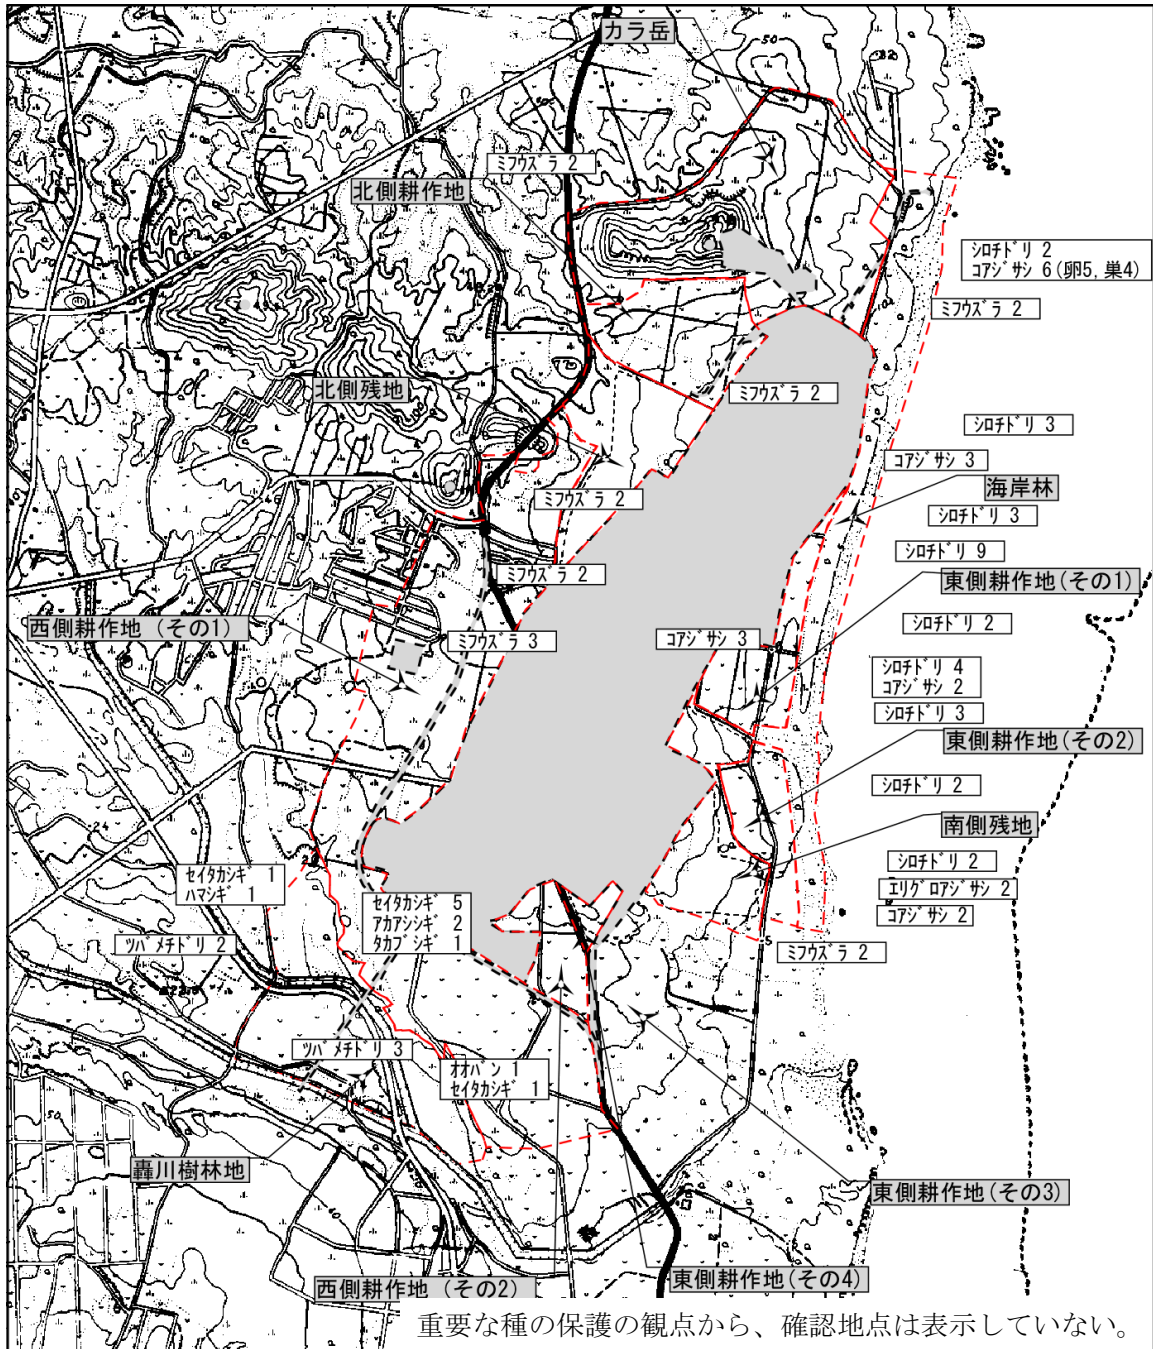 カラ岳
ミフウズラ 2
北側耕作地
シロチドリ 2
コアジサシ 6(卵5, 巣4)
ミフウズラ 2
北側残地
ミフウズラ 2
シロチドリ 3
コアジサシ 3
海岸林
ミフウズラ 2
シロチドリ 3
シロチドリ 9
ミフウズラ 2
東側耕作地(その1)
西側耕作地 (その1)
シロチドリ 2
ミフウズラ 3
コアジサシ 3
シロチドリ 4
コアジサシ 2
シロチドリ 3
東側耕作地(その2)
シロチドリ 2
南側残地
シロチドリ 2
セイタカシギ 1
ハマシギ 1
エリグロアジサシ 2
セイタカシギ 5
アカアシシギ 2
タカブシギ 1
コアジサシ 2
ツバメチドリ 2
ミフウズラ 2
ツバメチドリ 3
オオバン 1
セイタカシギ 1
轟川樹林地
東側耕作地(その3)
東側耕作地(その4)
西側耕作地 (その2)
重要な種の保護の観点から、確認地点は表示していない。
50
50
40